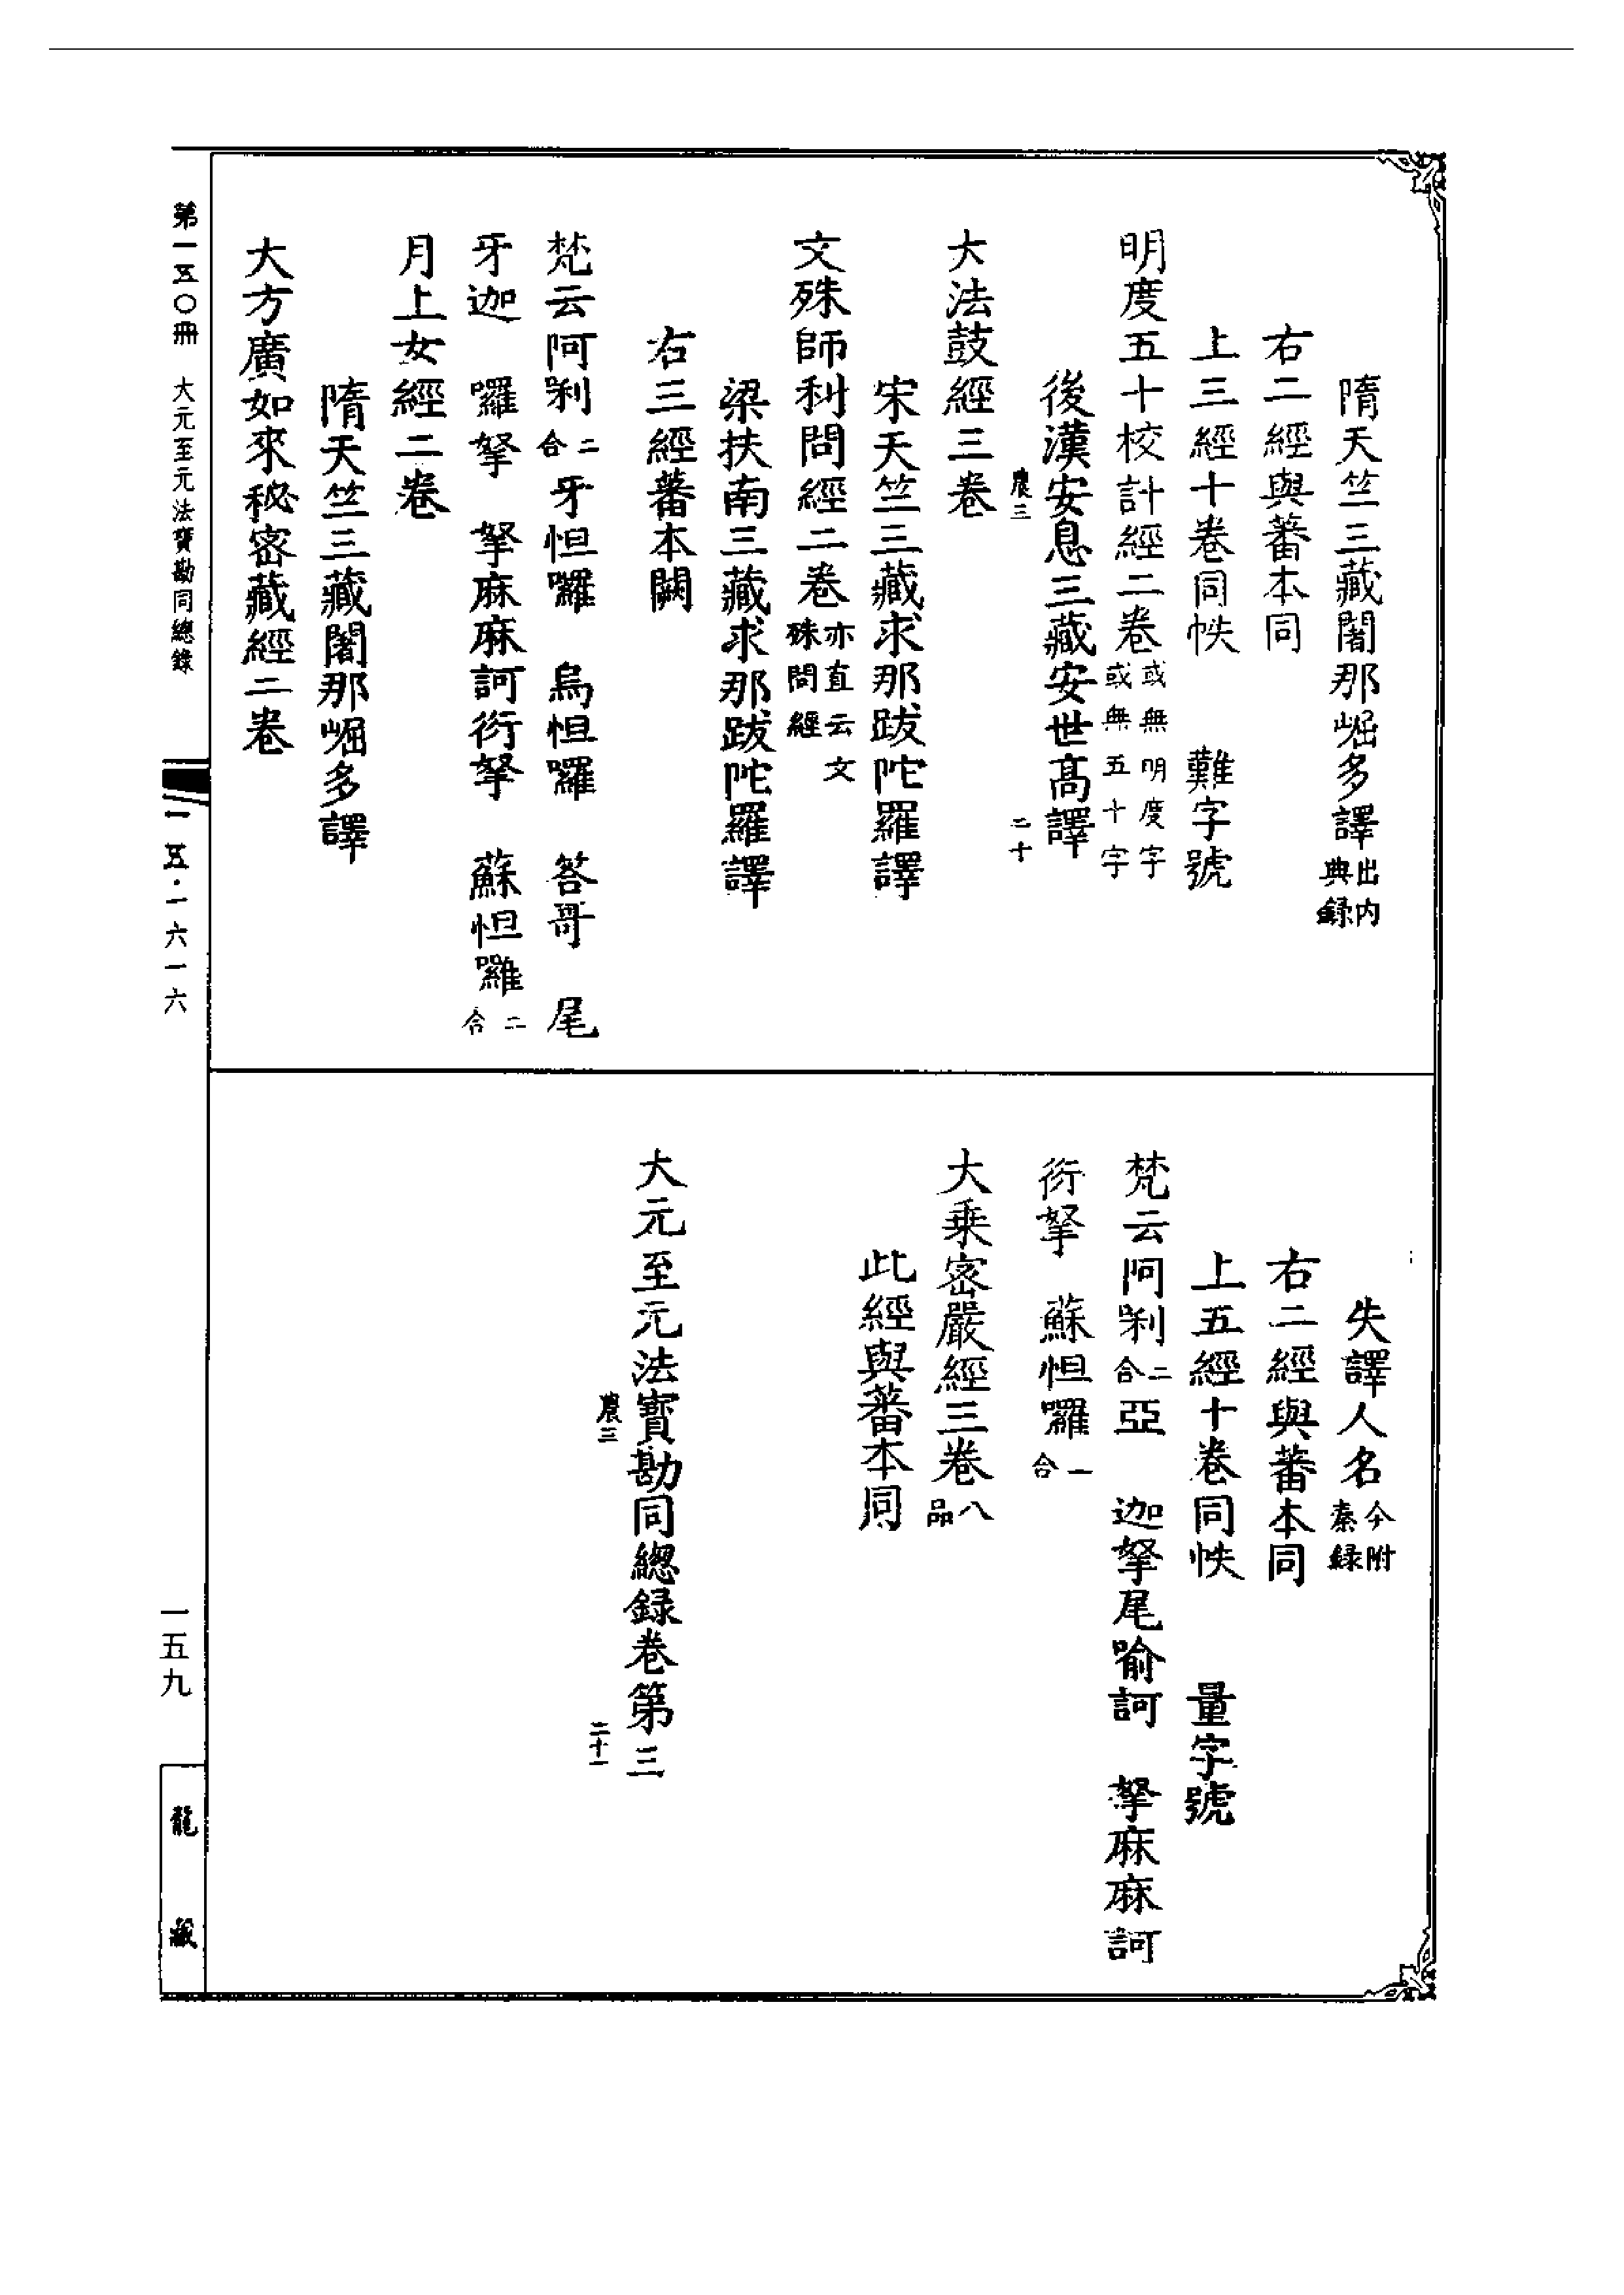 隋天竺三藏闍那崛多譯出内典録
右二經與蕃本同
上三經十卷同帙　難字號
明度五十校計經二卷或無明度字或無五十字
後漢安息三藏安世高譯
農三　二十
大法鼓經三卷
宋天竺三藏求那跋陀羅譯
文殊師利問經二卷亦直云文殊問經
梁扶南三藏求那跋陀羅譯
右三經蕃本闕
梵云阿剎二合牙怛囉　烏怛囉　答哥　尾
牙迦　囉拏　拏麻麻訶衍拏　蘇怛囉二合
月上女經二卷
隋天竺三藏闍那崛多譯
大方廣如來秘密藏經二卷
失譯人名今附秦録
右二經與蕃本同
上五經十卷同帙　量字號
梵云阿剎二合亞　迦拏尾喻訶　拏麻麻訶
衍拏　蘇怛囉一合
大乘密嚴經三卷八品
此經與蕃本同
大元至元法寶勘同總録卷第三
農三　二十一
第一五〇冊　大元至元法寶勘同總錄
一五·一六一六
一五九
龍藏